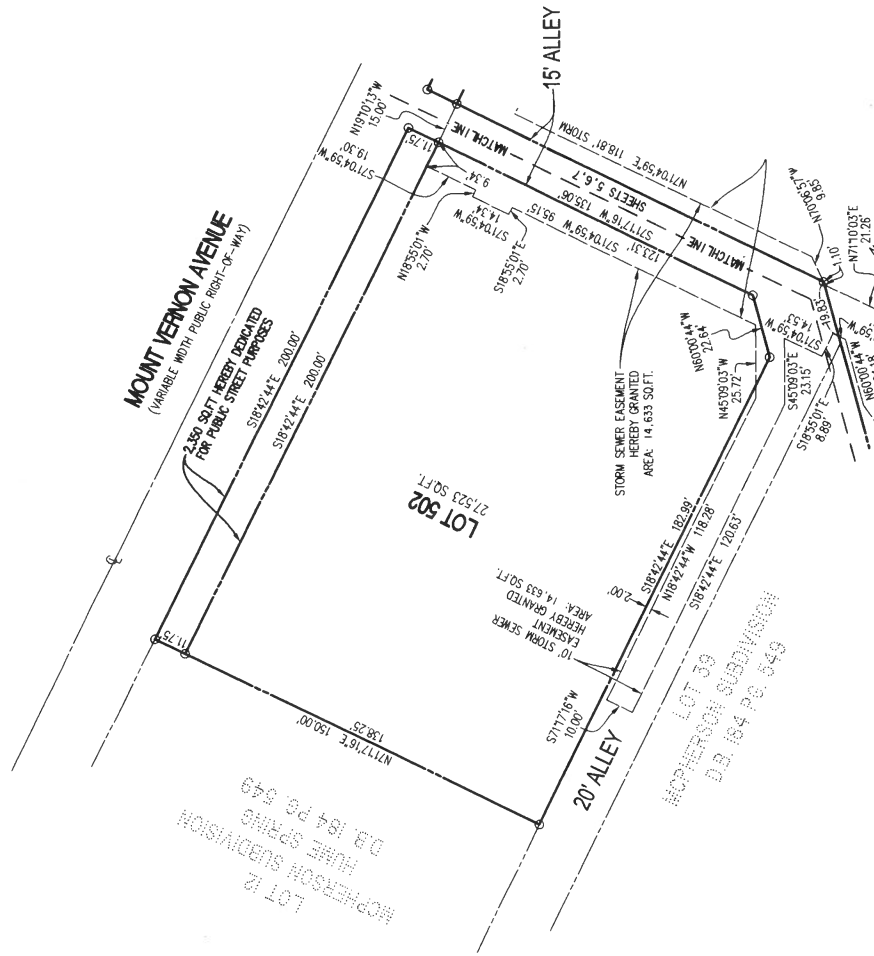 MOUNT VERNON AVENUE
(VARIABLE WIDTH PUBLIC RIGHT-OF-WAY)
2,350 SQ.FT HEREBY DEDICATED
FOR PUBLIC STREET PURPOSES
S18°42'44"E 200.00'
S18°42'44"E 200.00'
11.75'
11.75'
N19°10'13"W
15.00'
S71°04'59"W
19.30'
9.34'
N18°55'01"W
2.70'
S71°04'59"W
14.34
S18°55'01"E
2.70'
S71°04'59"W 95.15'
123.31'
S71°17'16"W 135.06'
MATCHLINE
SHEETS 5,6,7
MATCHLINE
15' ALLEY
STORM
N71°04'59"E 118.81'
N70°06'57"W
9.85'
1.10'
N71°10'03"E
21.26'
19.83'
S71°04'59"W
14.53'
N60°00'44"W
22.64'
N45°09'03"W
25.72'
S45°09'03"E
23.15'
S18°55'01"E
8.89'
N60°00'44"W
STORM SEWER EASEMENT
HEREBY GRANTED
AREA: 14,633 SQ.FT.
LOT 502
27,523 SQ.FT.
S18°42'44"E 182.99'
N18°42'44"W 118.28'
S18°42'44"E 120.63'
2.00'
10' STORM SEWER
EASEMENT
HEREBY GRANTED
AREA: 14,633 SQ.FT.
S71°17'16"W
10.00'
20' ALLEY
N71°17'16"E 150.00'
138.25'
LOT 12
MCPHERSON SUBDIVISION
HUME SPRING
D.B. 184 PG. 549
LOT 39
MCPHERSON SUBDIVISION
D.B. 184 PG. 549